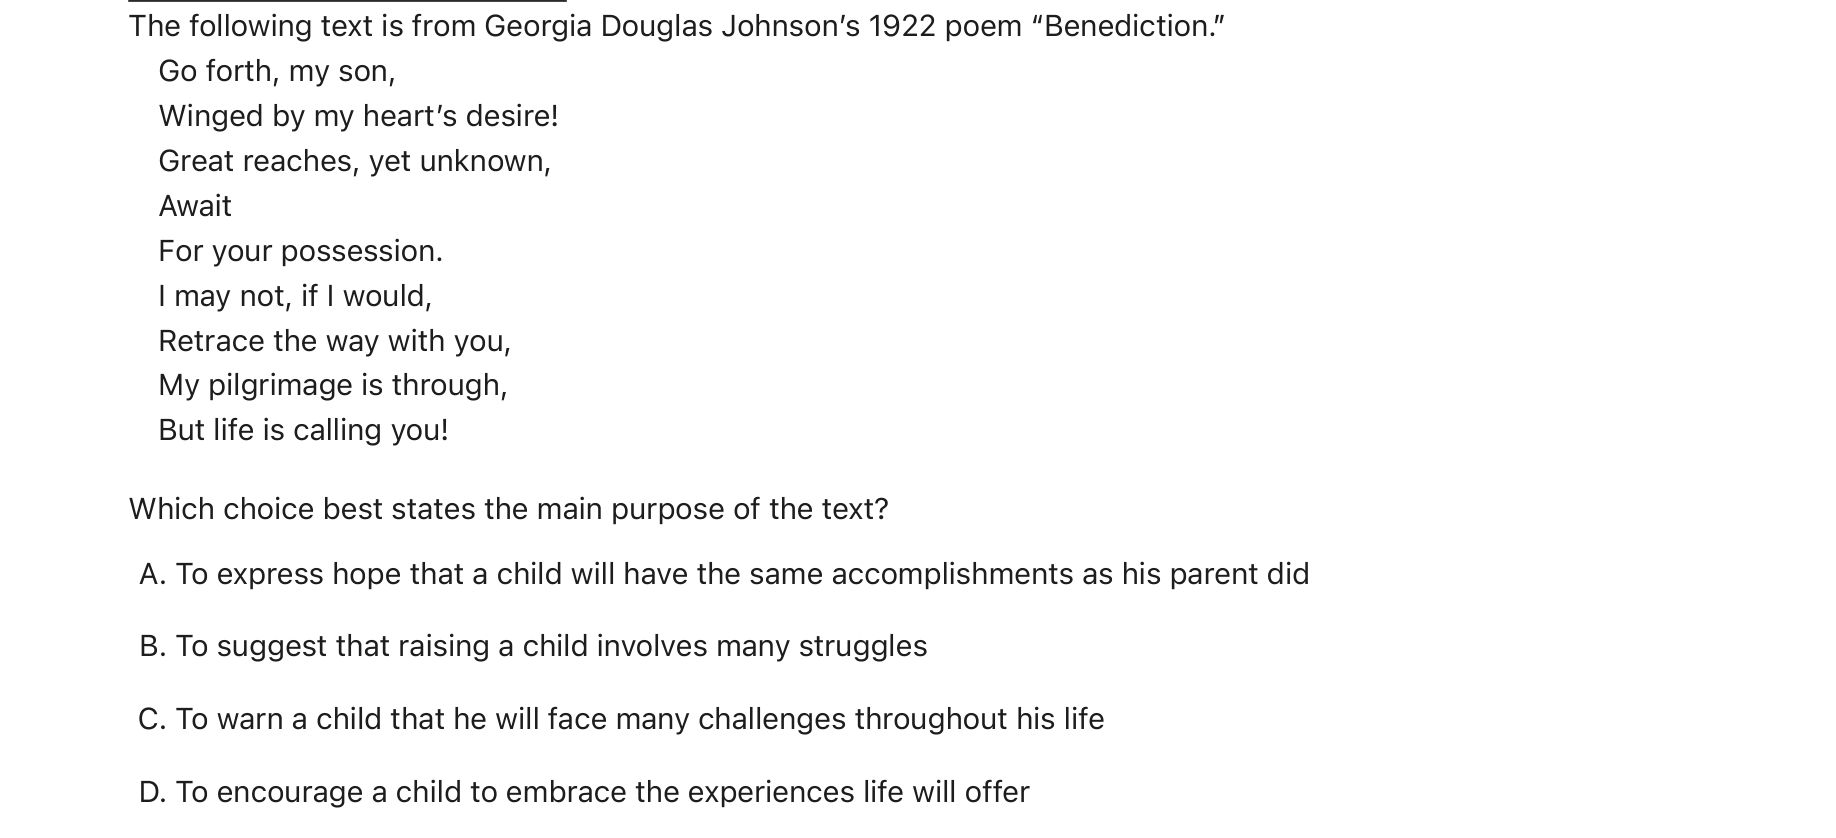 The following text is from Georgia Douglas Johnson’s 1922 poem “Benediction.”
Go forth, my son,
Winged by my heart’s desire!
Great reaches, yet unknown,
Await
For your possession.
I may not, if I would,
Retrace the way with you,
My pilgrimage is through,
But life is calling you!
Which choice best states the main purpose of the text?
A. To express hope that a child will have the same accomplishments as his parent did
B. To suggest that raising a child involves many struggles
C. To warn a child that he will face many challenges throughout his life
D. To encourage a child to embrace the experiences life will offer